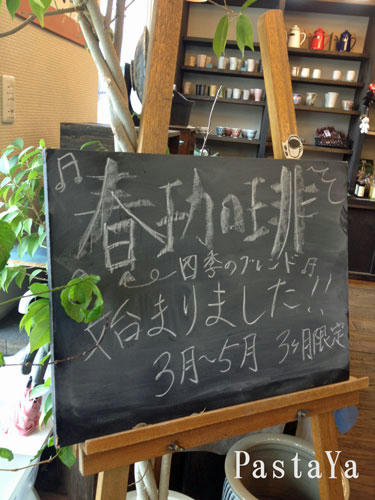 ♫春珈琲〜
〜四季のブレンド♫
始まりました!!
3月〜5月 3ヶ月限定
PastaYa